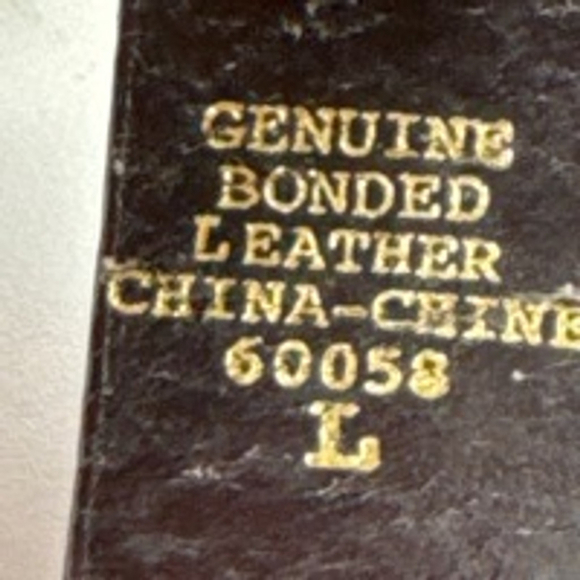 GENUINE
BONDED
LEATHER
CHINA-CHINE
60058
L